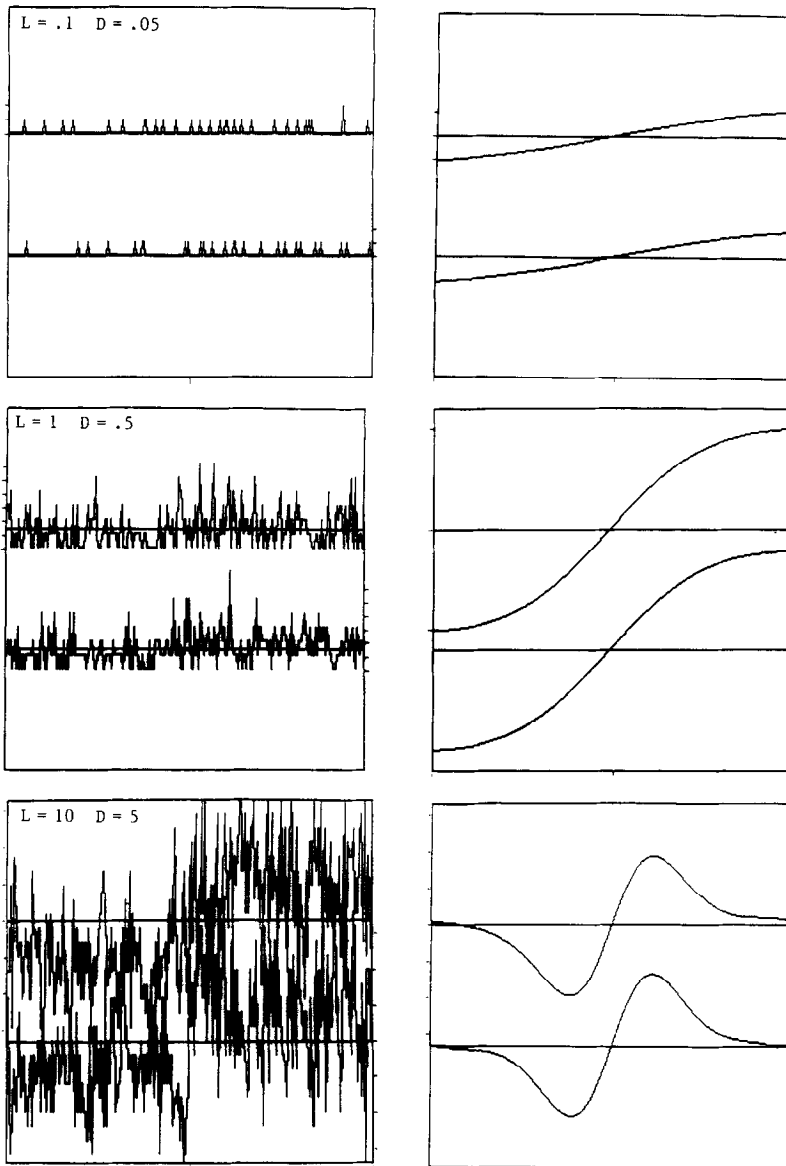 L = .1 D = .05
L = 1 D = .5
L = 10 D = 5